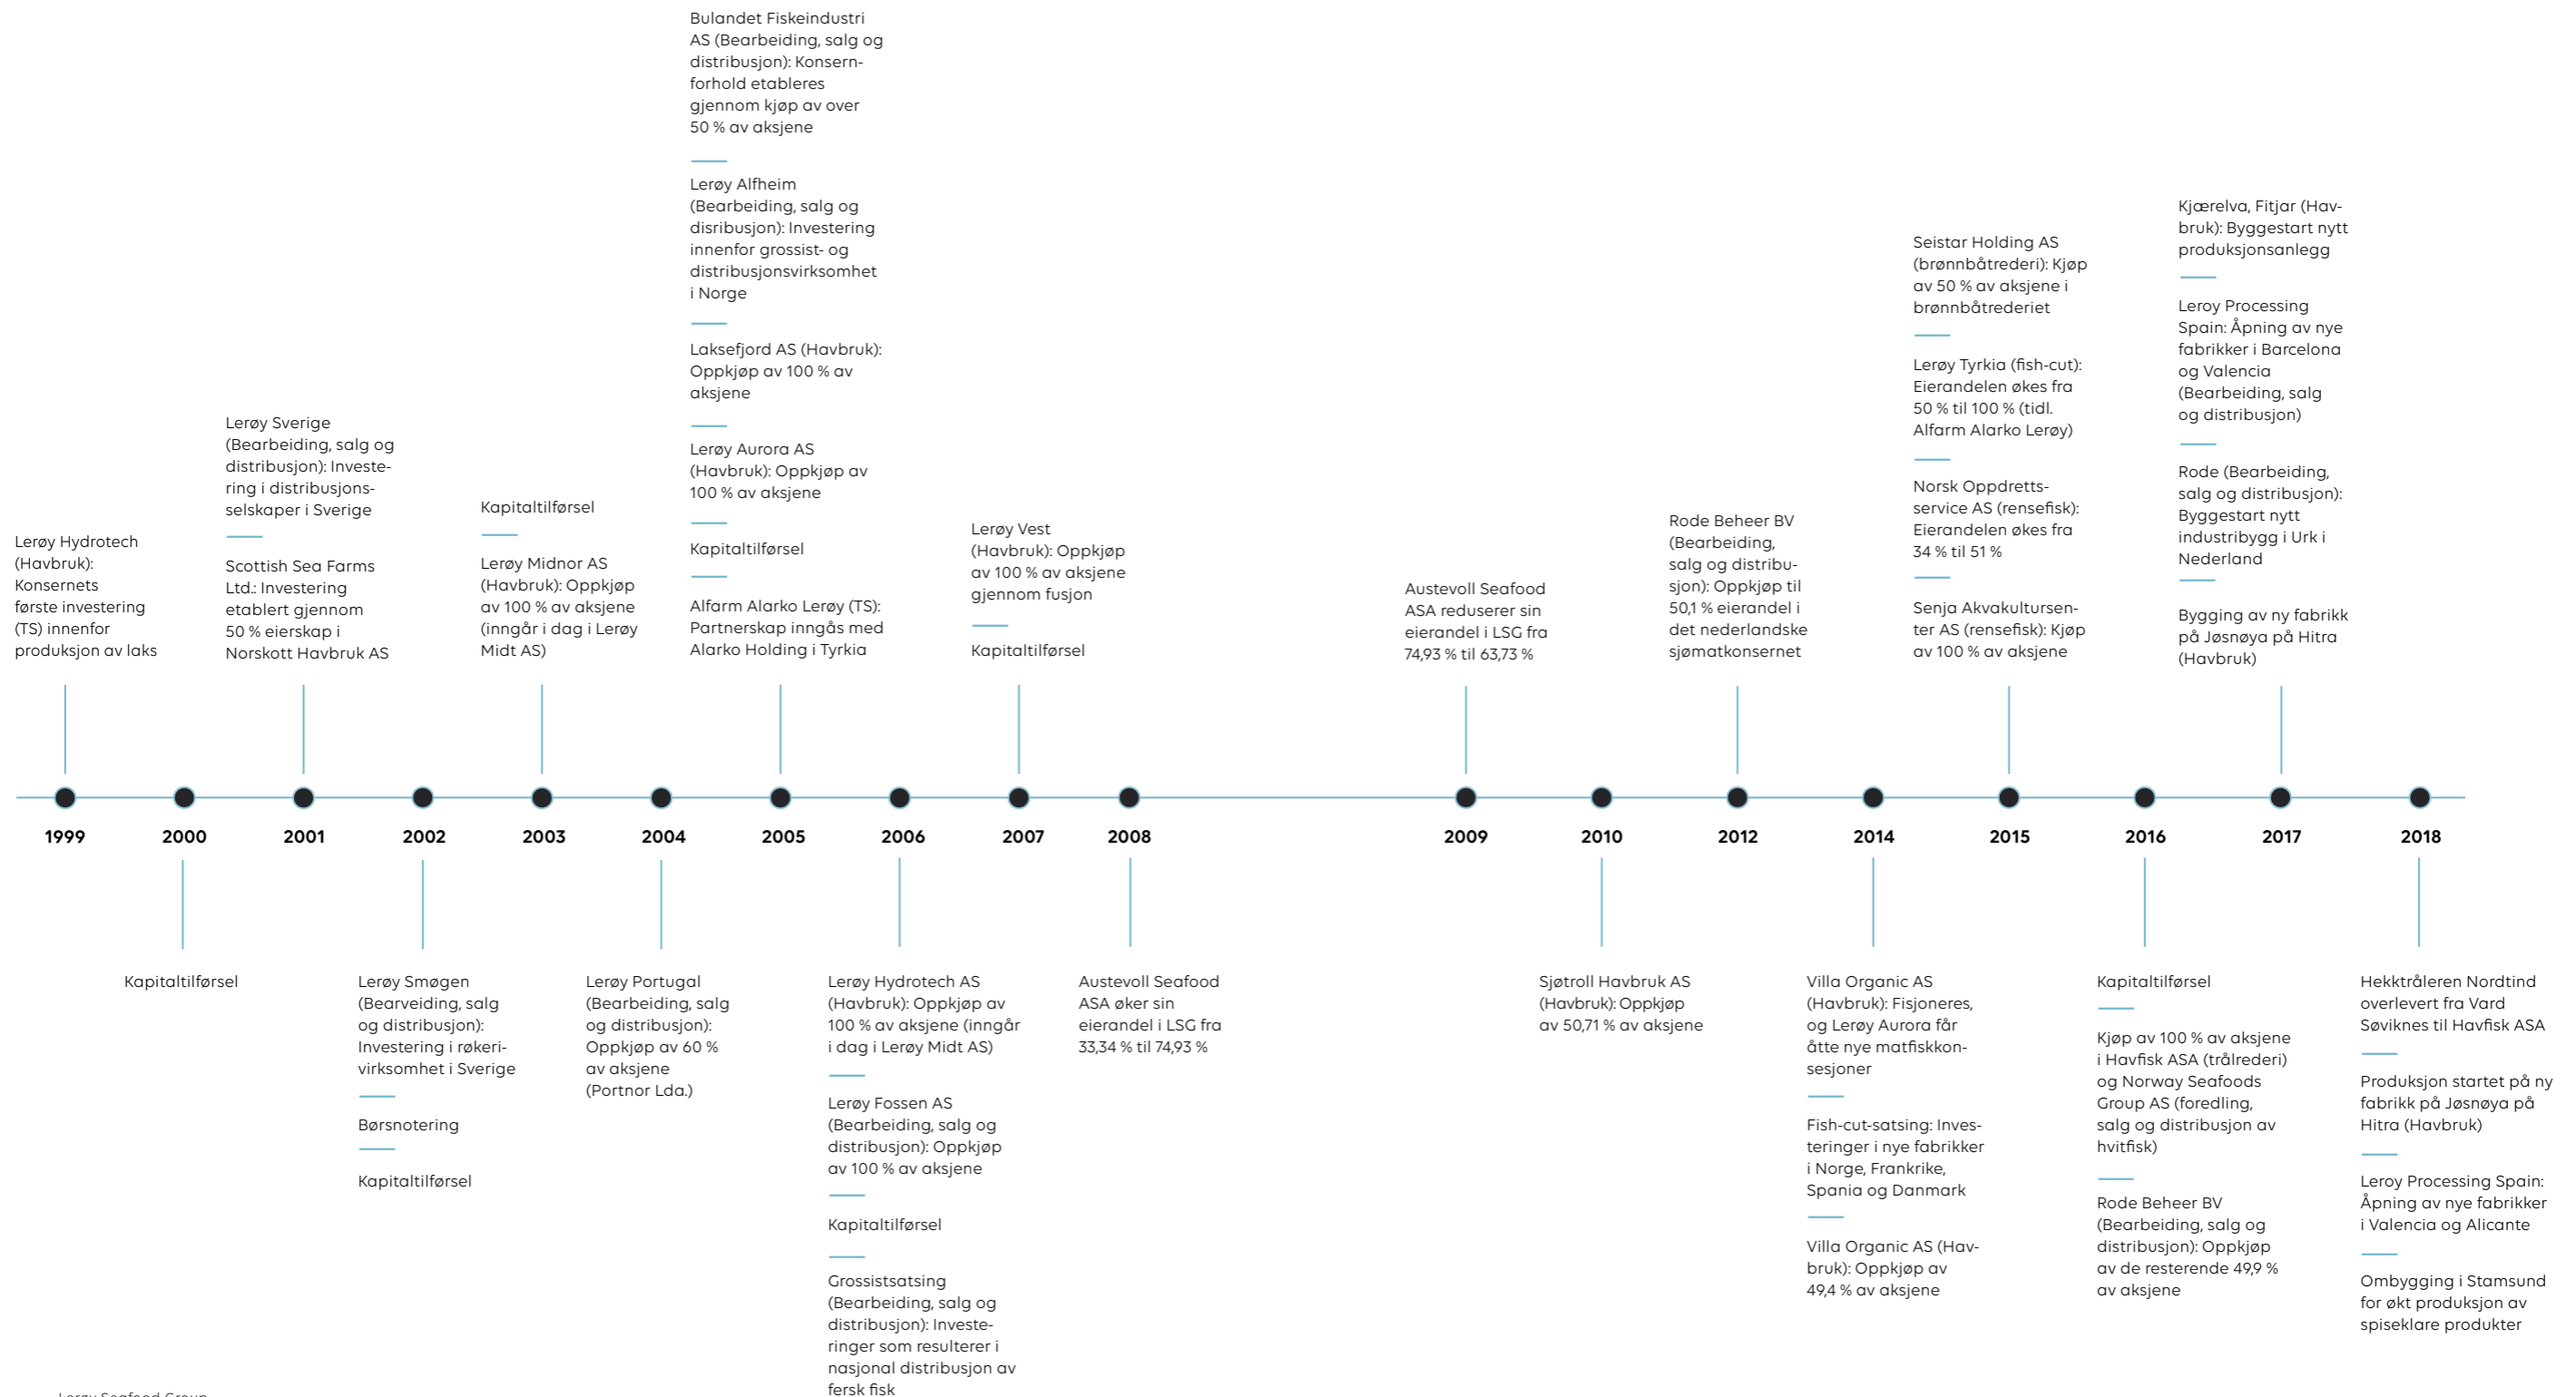 Bulandet Fiskeindustri
AS (Bearbeiding, salg og
distribusjon): Konsern-
forhold etableres
gjennom kjøp av over
50 % av aksjene
Lerøy Alfheim
(Bearbeiding, salg og
disribusjon): Investering
innenfor grossist- og
distribusjonsvirksomhet
i Norge
Laksefjord AS (Havbruk):
Oppkjøp av 100 % av
aksjene
Lerøy Aurora AS
(Havbruk): Oppkjøp av
100 % av aksjene
Kapitaltilførsel
Alfarm Alarko Lerøy (TS):
Partnerskap inngås med
Alarko Holding i Tyrkia
Lerøy Hydrotech
(Havbruk):
Konsernets
første investering
(TS) innenfor
produksjon av laks
Lerøy Sverige
(Bearbeiding, salg og
distribusjon): Investe-
ring i distribusjons-
selskaper i Sverige
Scottish Sea Farms
Ltd.: Investering
etablert gjennom
50 % eierskap i
Norskott Havbruk AS
Kapitaltilførsel
Lerøy Midnor AS
(Havbruk): Oppkjøp
av 100 % av aksjene
(inngår i dag i Lerøy
Midt AS)
Lerøy Vest
(Havbruk): Oppkjøp
av 100 % av aksjene
gjennom fusjon
Kapitaltilførsel
Austevoll Seafood
ASA reduserer sin
eierandel i LSG fra
74,93 % til 63,73 %
Rode Beheer BV
(Bearbeiding,
salg og distribu-
sjon): Oppkjøp til
50,1 % eierandel i
det nederlandske
sjømatkonsernet
Seistar Holding AS
(brønnbåtrederi): Kjøp
av 50 % av aksjene i
brønnbåtrederiet
Lerøy Tyrkia (fish-cut):
Eierandelen økes fra
50 % til 100 % (tidl.
Alfarm Alarko Lerøy)
Norsk Oppdretts-
service AS (rensefisk):
Eierandelen økes fra
34 % til 51 %
Senja Akvakultursen-
ter AS (rensefisk): Kjøp
av 100 % av aksjene
Kjærelva, Fitjar (Hav-
bruk): Byggestart nytt
produksjonsanlegg
Leroy Processing
Spain: Åpning av nye
fabrikker i Barcelona
og Valencia
(Bearbeiding, salg
og distribusjon)
Rode (Bearbeiding,
salg og distribusjon):
Byggestart nytt
industribygg i Urk i
Nederland
Bygging av ny fabrikk
på Jøsnøya på Hitra
(Havbruk)
1999 2000 2001 2002 2003 2004 2005 2006 2007 2008 2009 2010 2012 2014 2015 2016 2017 2018
Kapitaltilførsel
Lerøy Smøgen
(Bearveiding, salg
og distribusjon):
Investering i røkeri-
virksomhet i Sverige
Børsnotering
Kapitaltilførsel
Lerøy Portugal
(Bearbeiding, salg
og distribusjon):
Oppkjøp av 60 %
av aksjene
(Portnor Lda.)
Lerøy Hydrotech AS
(Havbruk): Oppkjøp av
100 % av aksjene (inngår
i dag i Lerøy Midt AS)
Lerøy Fossen AS
(Bearbeiding, salg og
distribusjon): Oppkjøp
av 100 % av aksjene
Kapitaltilførsel
Grossistsatsing
(Bearbeiding, salg og
distribusjon): Investe-
ringer som resulterer i
nasjonal distribusjon av
fersk fisk
Austevoll Seafood
ASA øker sin
eierandel i LSG fra
33,34 % til 74,93 %
Sjøtroll Havbruk AS
(Havbruk): Oppkjøp
av 50,71 % av aksjene
Villa Organic AS
(Havbruk): Fisjoneres,
og Lerøy Aurora får
åtte nye matfiskkon-
sesjoner
Fish-cut-satsing: Inves-
teringer i nye fabrikker
i Norge, Frankrike,
Spania og Danmark
Villa Organic AS (Hav-
bruk): Oppkjøp av
49,4 % av aksjene
Kapitaltilførsel
Kjøp av 100 % av aksjene
i Havfisk ASA (trålrederi)
og Norway Seafoods
Group AS (foredling,
salg og distribusjon av
hvitfisk)
Rode Beheer BV
(Bearbeiding, salg og
distribusjon): Oppkjøp
av de resterende 49,9 %
av aksjene
Hekktråleren Nordtind
overlevert fra Vard
Søviknes til Havfisk ASA
Produksjon startet på ny
fabrikk på Jøsnøya på
Hitra (Havbruk)
Leroy Processing Spain:
Åpning av nye fabrikker
i Valencia og Alicante
Ombygging i Stamsund
for økt produksjon av
spiseklare produkter
Lerøy Seafood Group